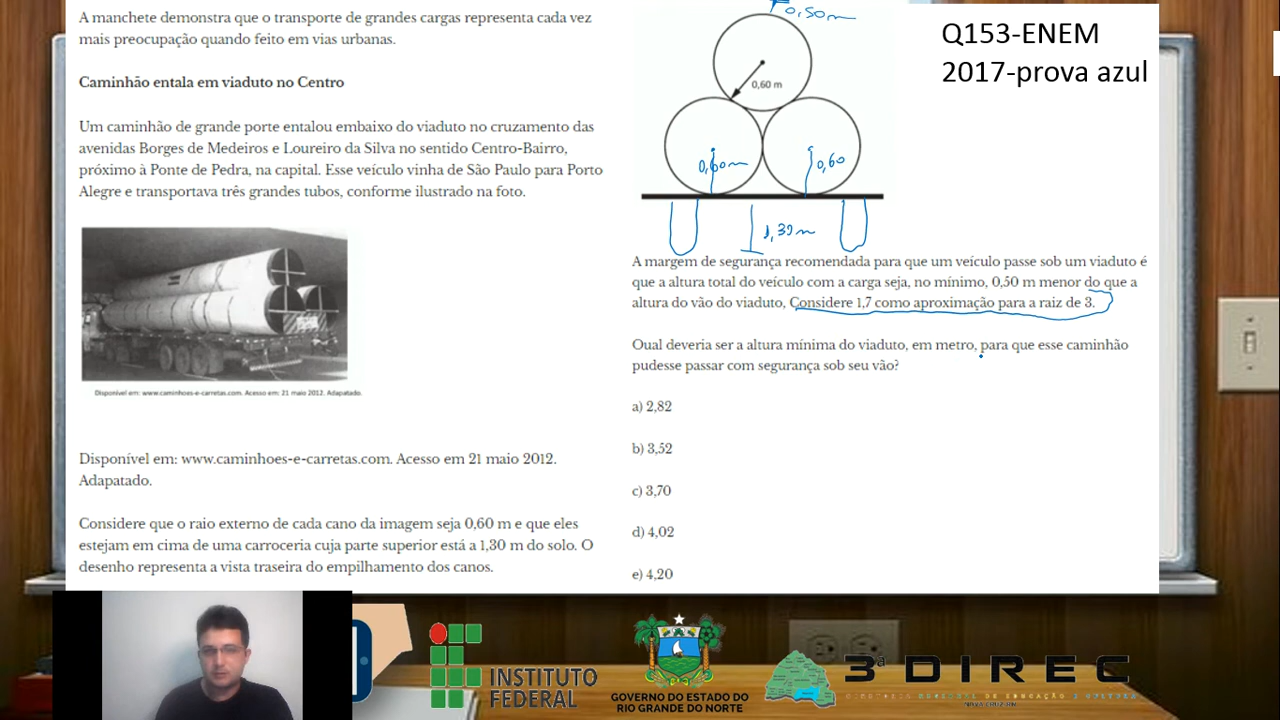 A manchete demonstra que o transporte de grandes cargas representa cada vez
mais preocupação quando feito em vias urbanas.
Caminhão entala em viaduto no Centro
Um caminhão de grande porte entalou embaixo do viaduto no cruzamento das
avenidas Borges de Medeiros e Loureiro da Silva no sentido Centro-Bairro,
próximo à Ponte de Pedra, na capital. Esse veículo vinha de São Paulo para Porto
Alegre e transportava três grandes tubos, conforme ilustrado na foto.
Disponível em: www.caminhoes-e-carretas.com. Acesso em: 21 maio 2012. Adapatado.
Disponível em: www.caminhoes-e-carretas.com. Acesso em 21 maio 2012.
Adapatado.
Considere que o raio externo de cada cano da imagem seja 0,60 m e que eles
estejam em cima de uma carroceria cuja parte superior está a 1,30 m do solo. O
desenho representa a vista traseira do empilhamento dos canos.
0,50m
0,60 m
0,60m
0,60
1,30m
A margem de segurança recomendada para que um veículo passe sob um viaduto é
que a altura total do veículo com a carga seja, no mínimo, 0,50 m menor do que a
altura do vão do viaduto, Considere 1,7 como aproximação para a raiz de 3.
Oual deveria ser a altura mínima do viaduto, em metro, para que esse caminhão
pudesse passar com segurança sob seu vão?
a) 2,82
b) 3,52
c) 3,70
d) 4,02
e) 4,20
Q153-ENEM
2017-prova azul
INSTITUTO
FEDERAL
GOVERNO DO ESTADO DO
RIO GRANDE DO NORTE
3ª DIREC
DIRETORIA REGIONAL DE EDUCAÇÃO E CULTURA
NOVA CRUZ/RN